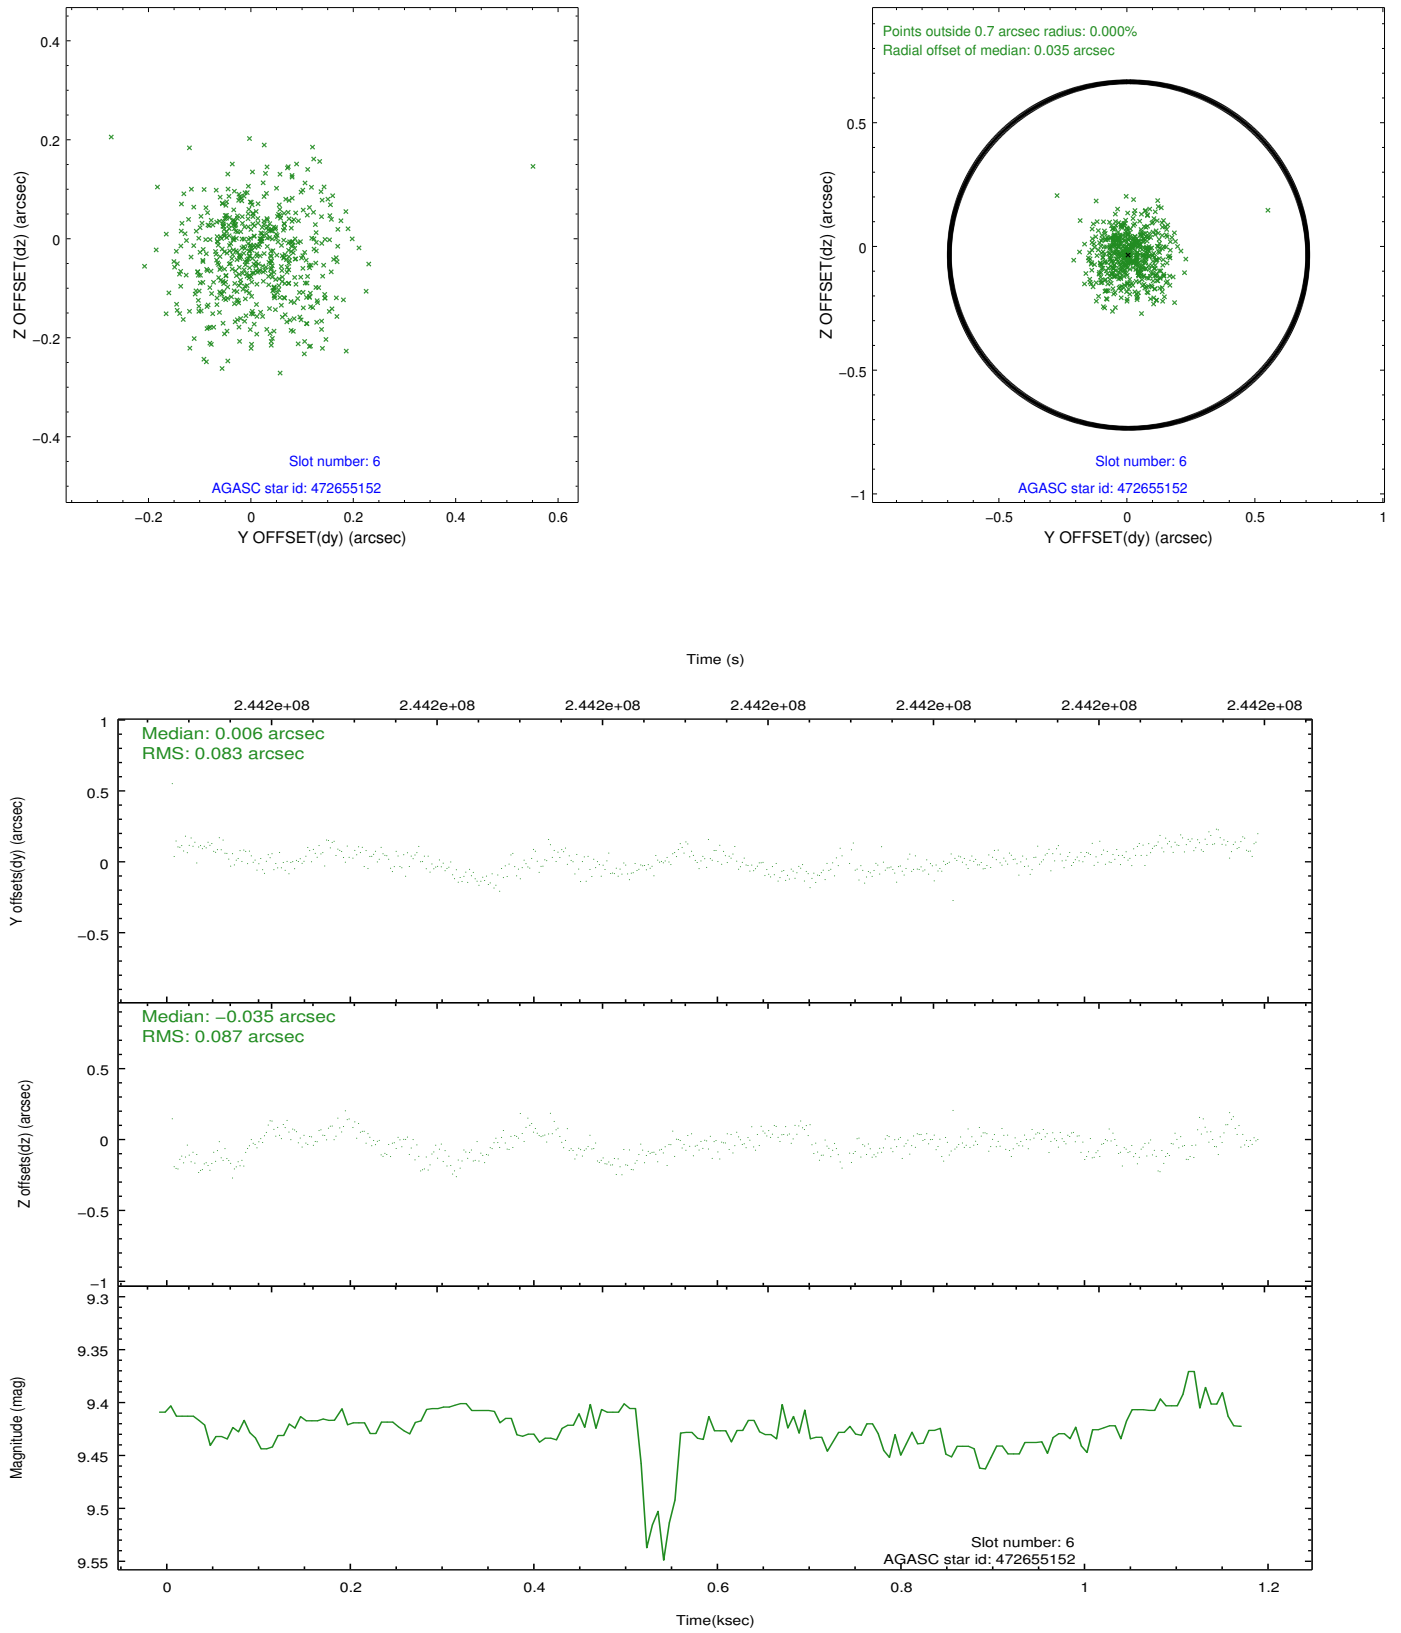 0.4
0.2
0
−0.2
−0.4
−0.2
0
0.2
0.4
0.6
Z OFFSET(dz) (arcsec)
Y OFFSET(dy) (arcsec)
Slot number: 6
AGASC star id: 472655152
Points outside 0.7 arcsec radius: 0.000%
Radial offset of median: 0.035 arcsec
0.5
0
−0.5
−1
−0.5
0
0.5
1
Z OFFSET(dz) (arcsec)
Y OFFSET(dy) (arcsec)
Slot number: 6
AGASC star id: 472655152
Time (s)
2.442e+08 2.442e+08 2.442e+08 2.442e+08 2.442e+08 2.442e+08 2.442e+08
Median: 0.006 arcsec
RMS: 0.083 arcsec
1
0.5
0
−0.5
Y offsets(dy) (arcsec)
Median: −0.035 arcsec
RMS: 0.087 arcsec
0.5
0
−0.5
−1
Z offsets(dz) (arcsec)
9.3
9.35
9.4
9.45
9.5
9.55
Magnitude (mag)
Slot number: 6
AGASC star id: 472655152
0 0.2 0.4 0.6 0.8 1 1.2
Time(ksec)